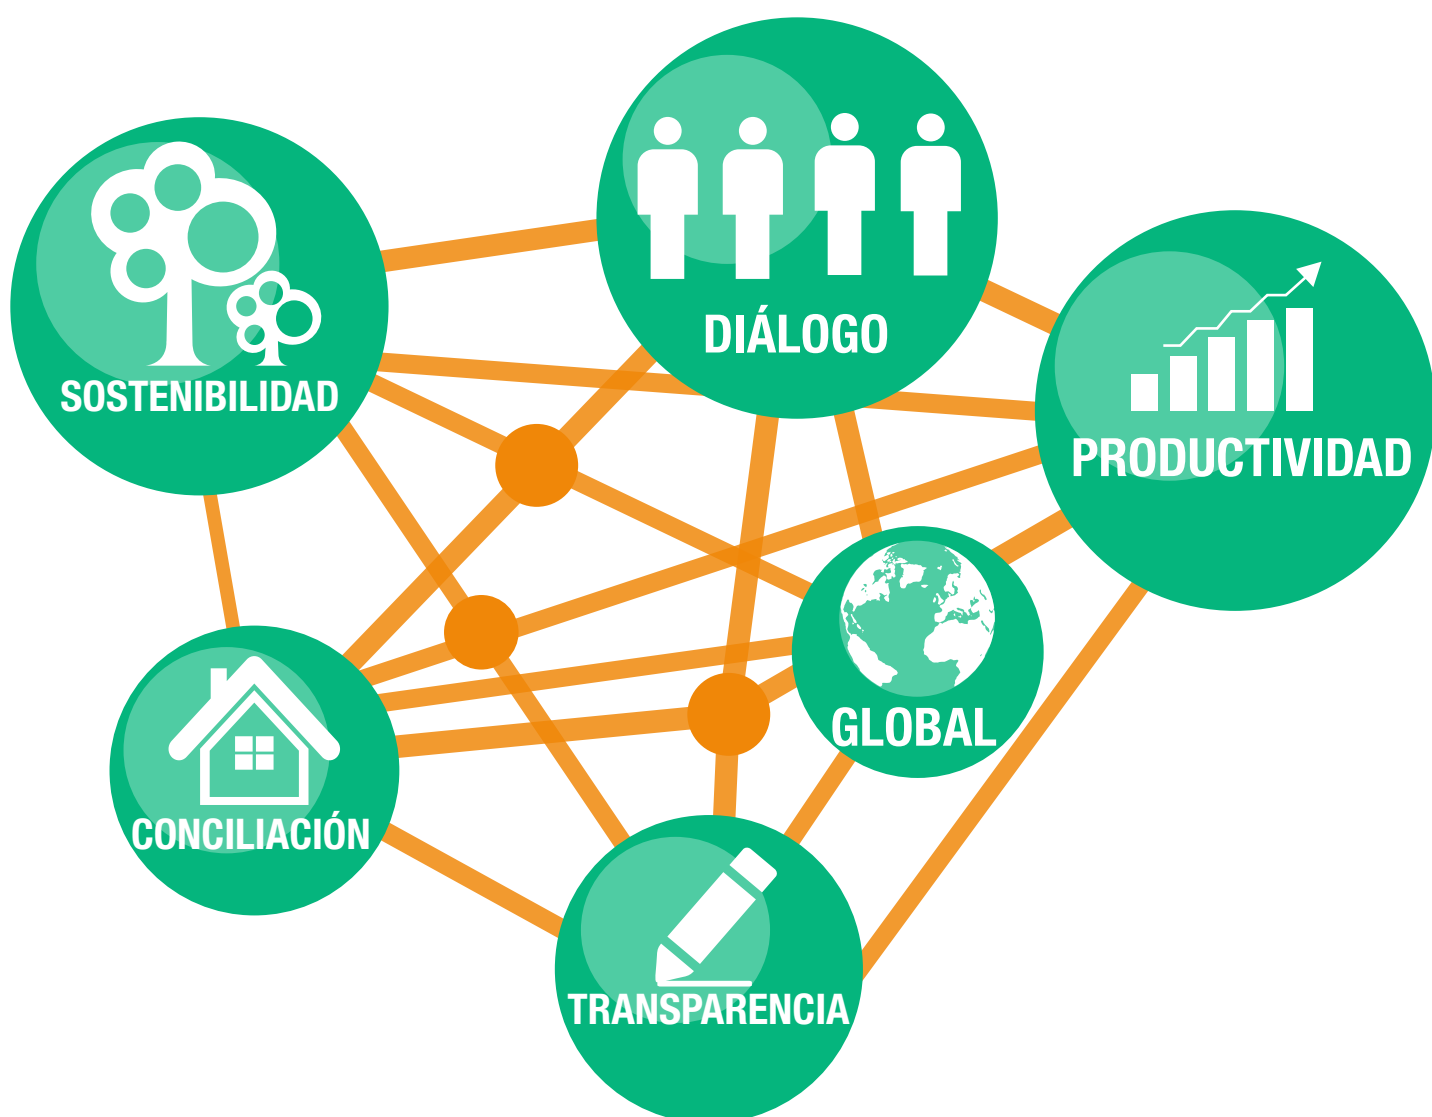 DIÁLOGO
SOSTENIBILIDAD
PRODUCTIVIDAD
GLOBAL
CONCILIACIÓN
TRANSPARENCIA